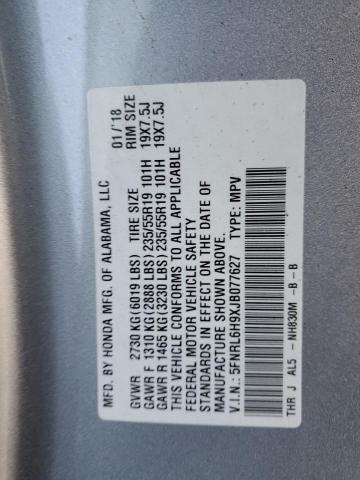 MFD. BY HONDA MFG. OF ALABAMA, LLC 01/'18
GVWR 2730 KG(6019 LBS) TIRE SIZE RIM SIZE
GAWR F 1310 KG(2888 LBS) 235/55R19 101H 19X7.5J
GAWR R 1465 KG(3230 LBS) 235/55R19 101H 19X7.5J
THIS VEHICLE CONFORMS TO ALL APPLICABLE
FEDERAL MOTOR VEHICLE SAFETY
STANDARDS IN EFFECT ON THE DATE OF
MANUFACTURE SHOWN ABOVE.
V.I.N.: 5FNRL6H9XJB077627 TYPE: MPV
THR J AL5 - NH830M -B - B